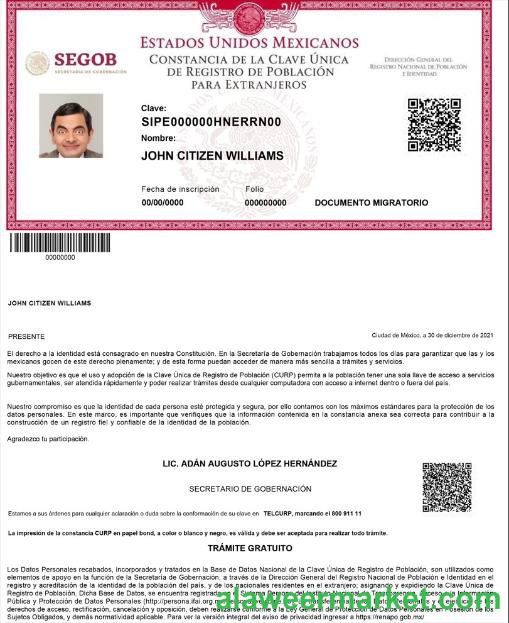 SEGOB
SECRETARÍA DE GOBERNACIÓN
ESTADOS UNIDOS MEXICANOS
CONSTANCIA DE LA CLAVE ÚNICA
DE REGISTRO DE POBLACIÓN
PARA EXTRANJEROS
DIRECCIÓN GENERAL DEL
REGISTRO NACIONAL DE POBLACIÓN
E IDENTIDAD
Clave:
SIPE000000HNERRN00
Nombre:
JOHN CITIZEN WILLIAMS
Fecha de inscripción Folio
00/00/0000 000000000 DOCUMENTO MIGRATORIO
00000000
JOHN CITIZEN WILLIAMS
PRESENTE
Ciudad de México, a 30 de diciembre de 2021
El derecho a la identidad está consagrado en nuestra Constitución. En la Secretaría de Gobernación trabajamos todos los días para garantizar que las y los
mexicanos gocen de este derecho plenamente; y de esta forma puedan acceder de manera más sencilla a trámites y servicios.
Nuestro objetivo es que el uso y adopción de la Clave Única de Registro de Población (CURP) permita a la población tener una sola llave de acceso a servicios
gubernamentales, ser atendida rápidamente y poder realizar trámites desde cualquier computadora con acceso a internet dentro o fuera del país.
Nuestro compromiso es que la identidad de cada persona esté protegida y segura, por ello contamos con los máximos estándares para la protección de los
datos personales. En este marco, es importante que verifiques que la información contenida en la constancia anexa sea correcta para contribuir a la
construcción de un registro fiel y confiable de la identidad de la población.
Agradezco tu participación.
LIC. ADÁN AUGUSTO LÓPEZ HERNÁNDEZ
SECRETARIO DE GOBERNACIÓN
Estamos a sus órdenes para cualquier aclaración o duda sobre la conformación de su clave en TELCURP, marcando el 800 911 11
La impresión de la constancia CURP en papel bond, a color o blanco y negro, es válida y debe ser aceptada para realizar todo trámite.
TRÁMITE GRATUITO
Los Datos Personales recabados, incorporados y tratados en la Base de Datos Nacional de la Clave Única de Registro de Población, son utilizados como
elementos de apoyo en la función de la Secretaría de Gobernación, a través de la Dirección General del Registro Nacional de Población e Identidad en el
registro y acreditación de la identidad de la población del país, y de los nacionales residentes en el extranjero; asignando y expidiendo la Clave Única de
Registro de Población. Dicha Base de Datos, se encuentra registrada en el Sistema
Pública y Protección de Datos Personales (http://persona.ifai.org.m
derechos de acceso, rectificación, cancelación y oposición, deben realizarse
Sujetos Obligados, y demás normatividad aplicable. Para ver la versión integral del aviso de privacidad ingresar a https://renapo.gob.mx/
alawsermarket.com